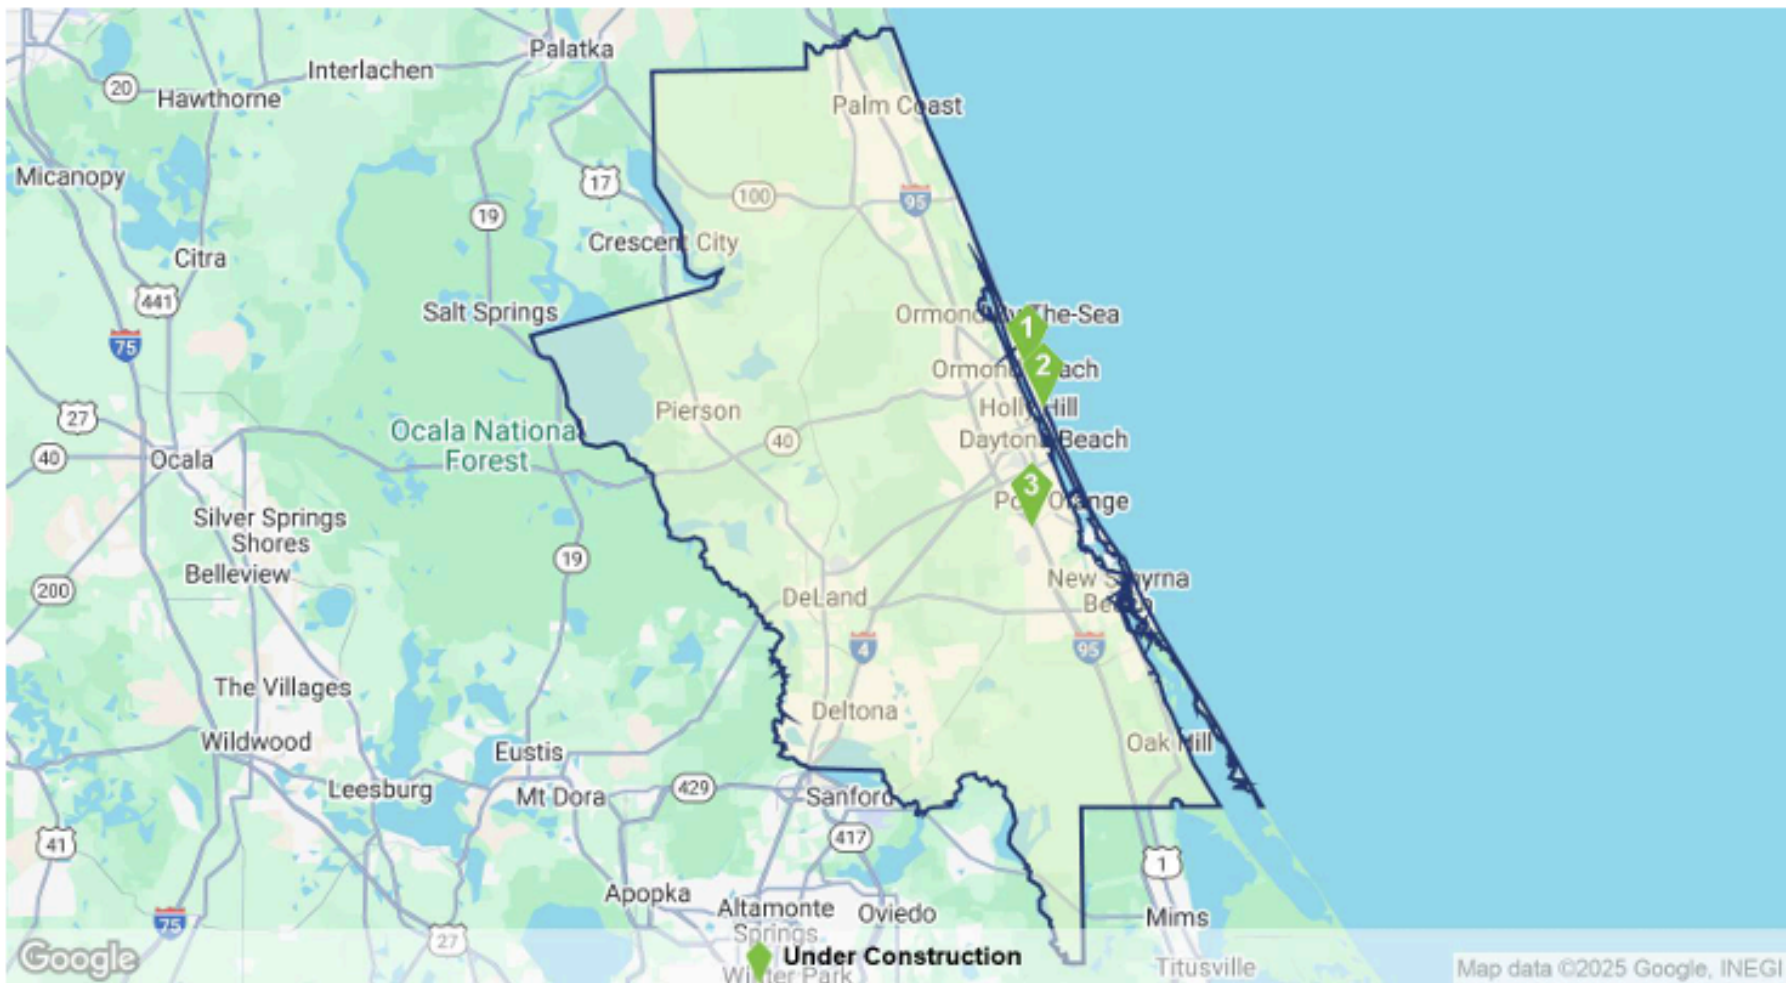 Palatka
Interlachen
20
Hawthorne
Palm Coast
Micanopy
17
100
95
19
Crescent City
Citra
441
Salt Springs
Ormond-By-The-Sea
1
75
2
Ormond Beach
27
Pierson
Holly Hill
Ocala National
Forest
40
Daytona Beach
40
Ocala
3
Port Orange
Silver Springs
Shores
19
Belleview
New Smyrna
Beach
200
DeLand
4
95
The Villages
Deltona
Wildwood
Eustis
Oak Hill
Leesburg
Mt Dora
429
Sanford
417
41
1
Apopka
Altamonte
Springs
Oviedo
Mims
75
27
Google
Under Construction
Winter Park
Titusville
Map data ©2025 Google, INEGI